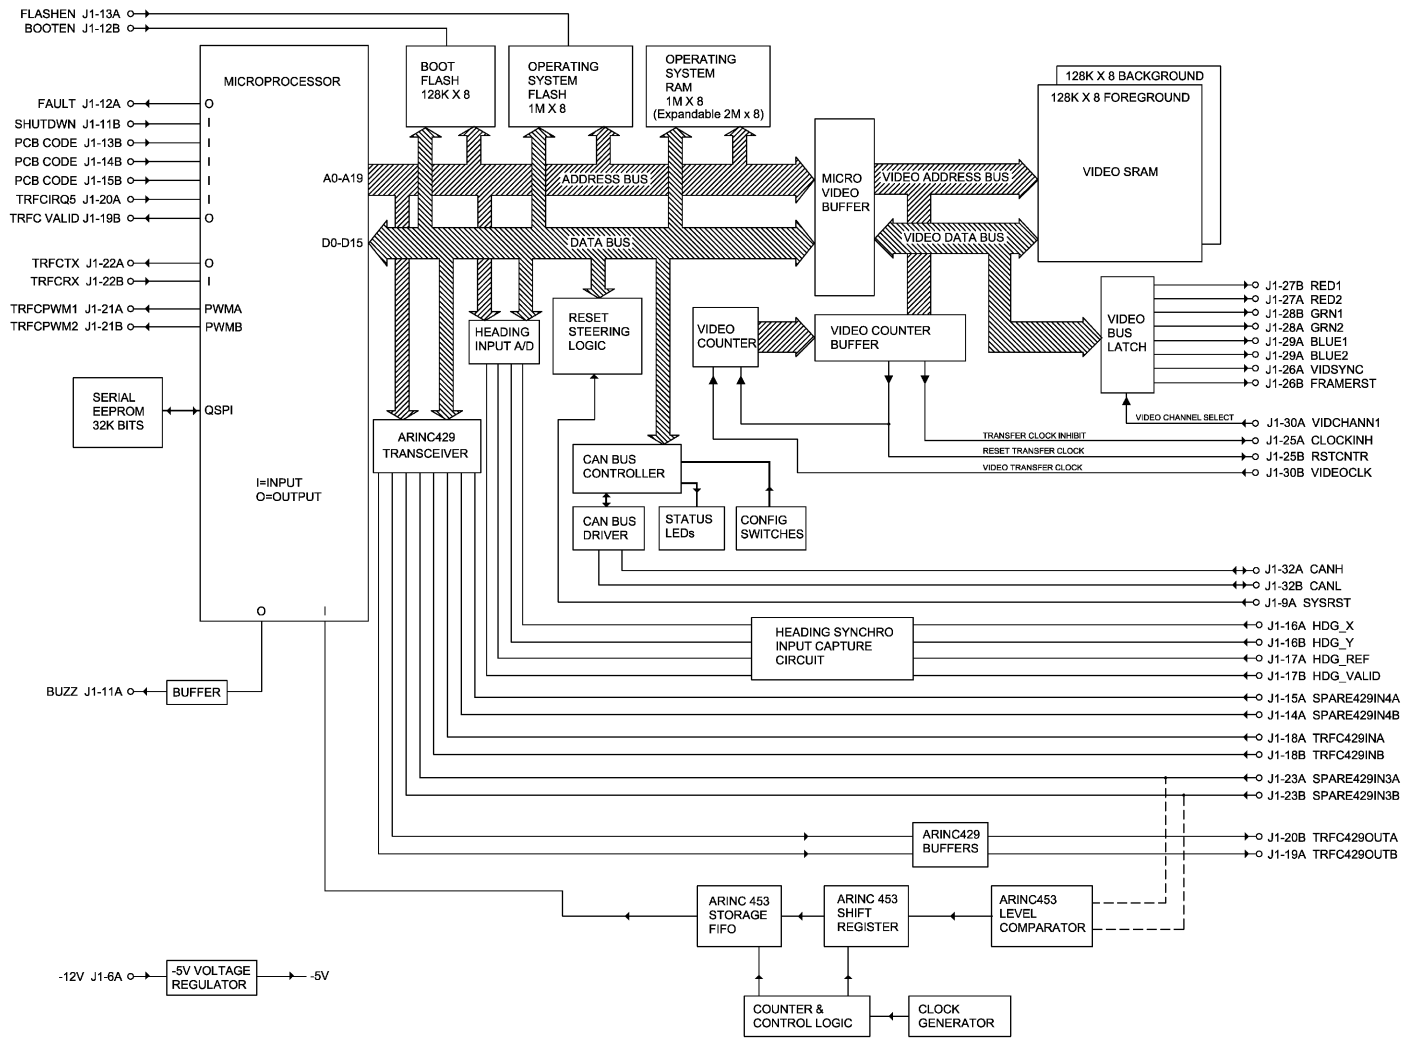 FLASHEN J1-13A
BOOTEN J1-12B
MICROPROCESSOR
FAULT J1-12A
O
SHUTDWN J1-11B
I
PCB CODE J1-13B
I
PCB CODE J1-14B
I
PCB CODE J1-15B
I
TRFCIRQ5 J1-20A
I
TRFC VALID J1-19B
O
TRFCTX J1-22A
O
TRFCRX J1-22B
I
TRFCPWM1 J1-21A
PWMA
TRFCPWM2 J1-21B
PWMB
SERIAL
EEPROM
32K BITS
QSPI
A0-A19
D0-D15
I=INPUT
O=OUTPUT
O
I
BUZZ J1-11A
BUFFER
-12V J1-6A
-5V VOLTAGE
REGULATOR
-5V
BOOT
FLASH
128K X 8
OPERATING
SYSTEM
FLASH
1M X 8
OPERATING
SYSTEM
RAM
1M X 8
(Expandable 2M x 8)
ADDRESS BUS
DATA BUS
MICRO
VIDEO
BUFFER
VIDEO ADDRESS BUS
VIDEO DATA BUS
128K X 8 BACKGROUND
128K X 8 FOREGROUND
VIDEO SRAM
HEADING
INPUT A/D
RESET
STEERING
LOGIC
VIDEO
COUNTER
VIDEO COUNTER
BUFFER
VIDEO
BUS
LATCH
J1-27B RED1
J1-27A RED2
J1-28B GRN1
J1-28A GRN2
J1-29A BLUE1
J1-29A BLUE2
J1-26A VIDSYNC
J1-26B FRAMERST
VIDEO CHANNEL SELECT
J1-30A VIDCHANN1
TRANSFER CLOCK INHIBIT
J1-25A CLOCKINH
RESET TRANSFER CLOCK
J1-25B RSTCNTR
VIDEO TRANSFER CLOCK
J1-30B VIDEOCLK
ARINC429
TRANSCEIVER
CAN BUS
CONTROLLER
CAN BUS
DRIVER
STATUS
LEDs
CONFIG
SWITCHES
J1-32A CANH
J1-32B CANL
J1-9A SYSRST
HEADING SYNCHRO
INPUT CAPTURE
CIRCUIT
J1-16A HDG_X
J1-16B HDG_Y
J1-17A HDG_REF
J1-17B HDG_VALID
J1-15A SPARE429IN4A
J1-14A SPARE429IN4B
J1-18A TRFC429INA
J1-18B TRFC429INB
J1-23A SPARE429IN3A
J1-23B SPARE429IN3B
ARINC429
BUFFERS
J1-20B TRFC429OUTA
J1-19A TRFC429OUTB
ARINC 453
STORAGE
FIFO
ARINC 453
SHIFT
REGISTER
ARINC453
LEVEL
COMPARATOR
COUNTER &
CONTROL LOGIC
CLOCK
GENERATOR